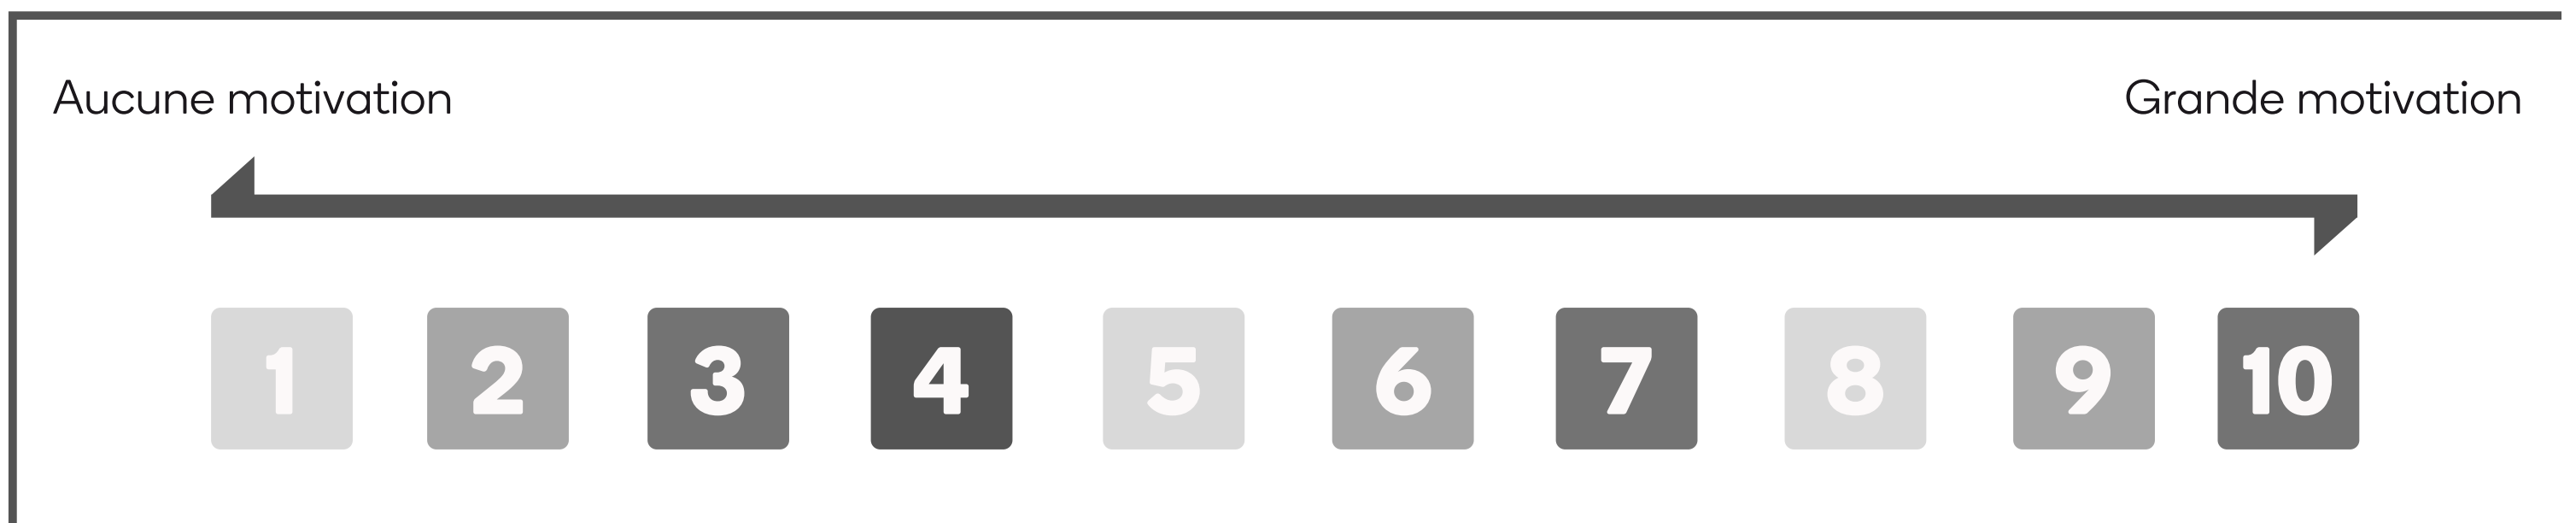 Aucune motivation Grande motivation
1 2 3 4 5 6 7 8 9 10